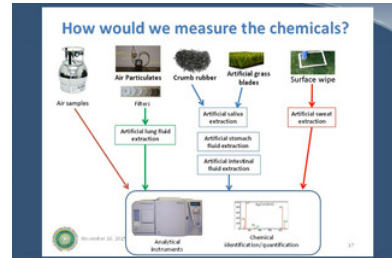 How would we measure the chemicals?
Air samples
Air Particulates
Filters
Crumb rubber
Artificial grass
blades
Surface wipe
Artificial lung fluid
extraction
Artificial saliva
extraction
Artificial stomach
fluid extraction
Artificial intestinal
fluid extraction
Artificial sweat
extraction
Analytical
instruments
Chemical
identification/quantification